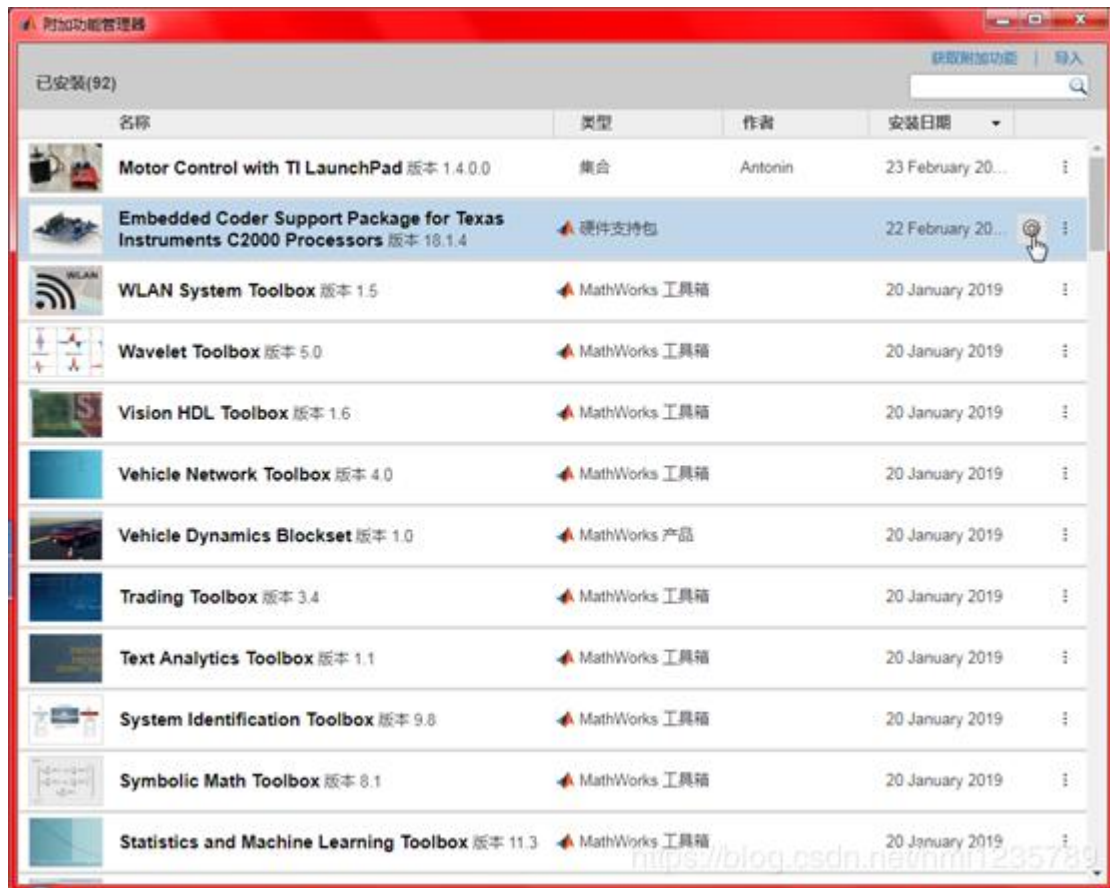 附加功能管理器
获取附加功能 | 导入
已安装(92)
名称 类型 作者 安装日期
Motor Control with TI LaunchPad 版本 1.4.0.0 集合 Antonin 23 February 20...
Embedded Coder Support Package for Texas
Instruments C2000 Processors 版本 18.1.4 硬件支持包 22 February 20...
WLAN
WLAN System Toolbox 版本 1.5 MathWorks 工具箱 20 January 2019
Wavelet Toolbox 版本 5.0 MathWorks 工具箱 20 January 2019
Vision HDL Toolbox 版本 1.6 MathWorks 工具箱 20 January 2019
Vehicle Network Toolbox 版本 4.0 MathWorks 工具箱 20 January 2019
Vehicle Dynamics Blockset 版本 1.0 MathWorks 产品 20 January 2019
Trading Toolbox 版本 3.4 MathWorks 工具箱 20 January 2019
Text Analytics Toolbox 版本 1.1 MathWorks 工具箱 20 January 2019
System Identification Toolbox 版本 9.8 MathWorks 工具箱 20 January 2019
Symbolic Math Toolbox 版本 8.1 MathWorks 工具箱 20 January 2019
Statistics and Machine Learning Toolbox 版本 11.3 MathWorks 工具箱 20 January 2019